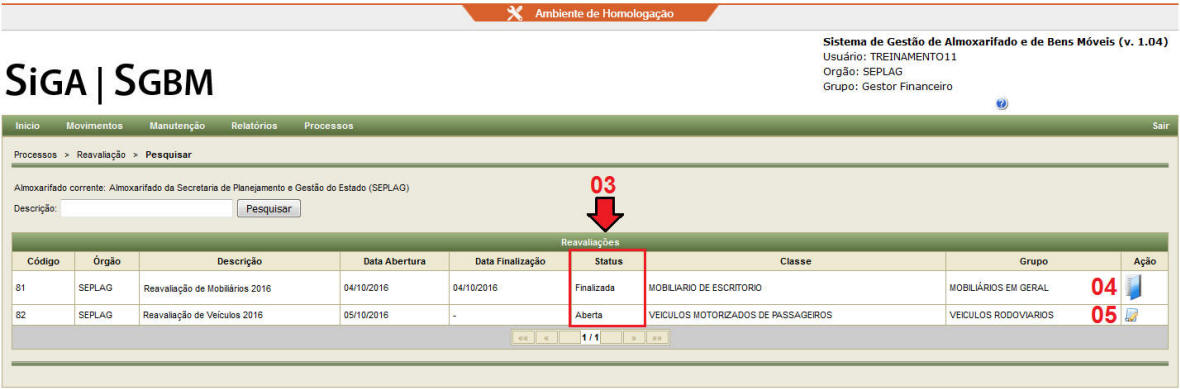 Ambiente de Homologação
Sistema de Gestão de Almoxarifado e de Bens Móveis (v. 1.04)
Usuário: TREINAMENTO11
Orgão: SEPLAG
Grupo: Gestor Financeiro
SIGA | SGBM
?
Início Movimentos Manutenção Relatórios Processos Sair
Processos > Reavaliação > Pesquisar
Almoxarifado corrente: Almoxarifado da Secretaria de Planejamento e Gestão do Estado (SEPLAG)
03
Descrição: Pesquisar
Reavaliações
Código Órgão Descrição Data Abertura Data Finalização Status Classe Grupo Ação
81 SEPLAG Reavaliação de Mobiliários 2016 04/10/2016 04/10/2016 Finalizada MOBILIARIO DE ESCRITORIO MOBILIÁRIOS EM GERAL 04
82 SEPLAG Reavaliação de Veículos 2016 05/10/2016 - Aberta VEICULOS MOTORIZADOS DE PASSAGEIROS VEICULOS RODOVIARIOS 05
«« « 1 / 1 » »»